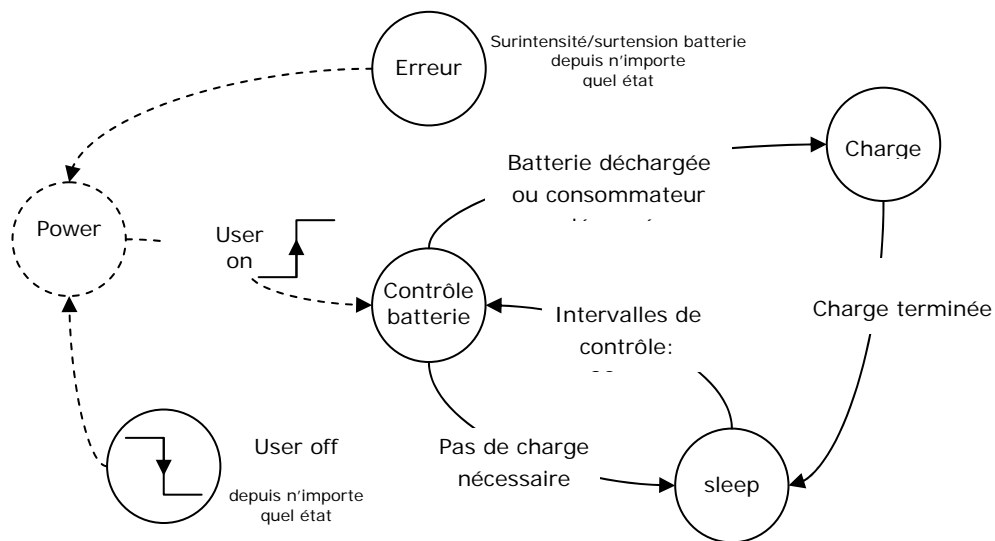 Erreur
Surintensité/surtension batterie
depuis n'importe
quel état
Charge
Batterie déchargée
ou consommateur
Power
User
on
Contrôle
batterie
Intervalles de
contrôle:
Charge terminée
User off
depuis n'importe
quel état
Pas de charge
nécessaire
sleep